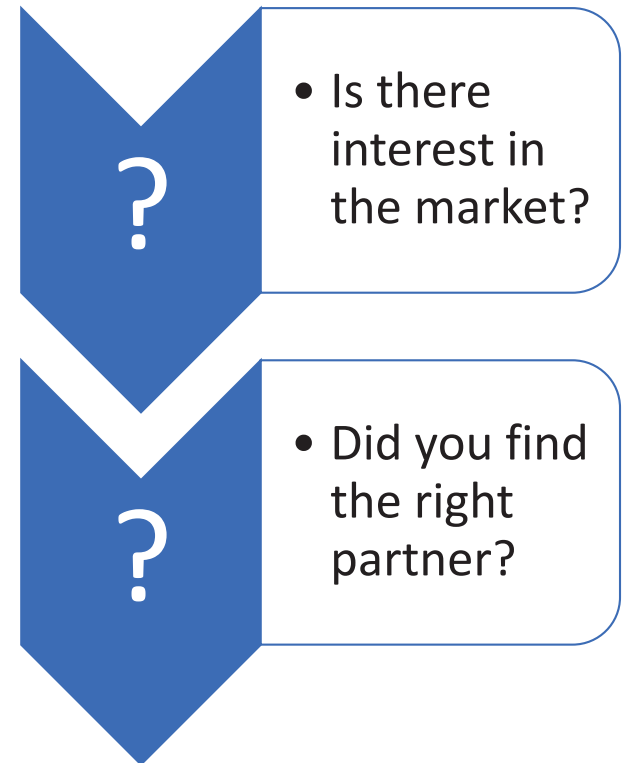 ?
• Is there
interest in
the market?
?
• Did you find
the right
partner?